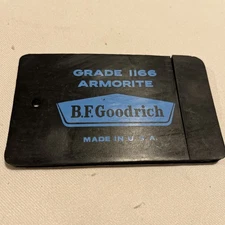 GRADE 1166
ARMORITE
B.F.Goodrich
MADE IN U.S.A.